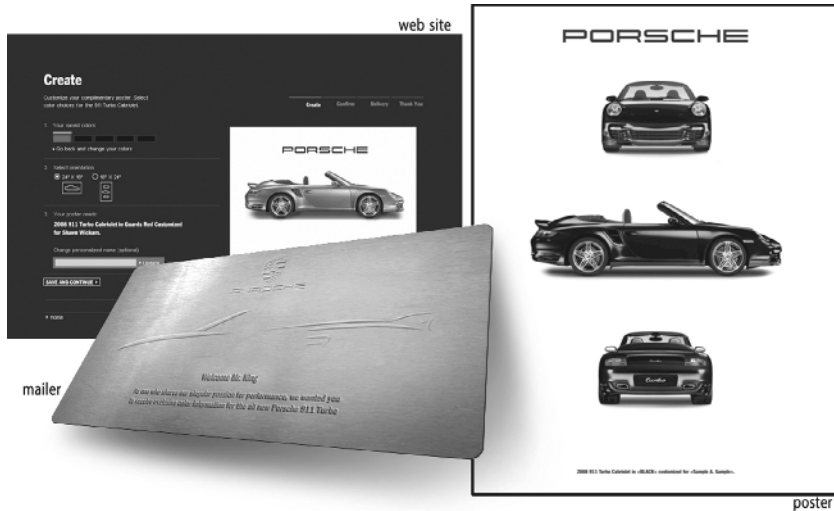 web site
Create
Customize your complimentary poster. Select
color choices for the 911 Turbo Cabriolet.
Create Confirm Delivery Thank You
1. Your saved colors
Go back and change your colors
2. Select orientation
24" X 18" 18" X 24"
3. Your poster reads:
2008 911 Turbo Cabriolet in Guards Red Customized
for Shawn Wickers.
Change personalized name (optional)
SAVE AND CONTINUE
Home
PORSCHE
mailer
PORSCHE
Welcome Mr. King
As one who shares our singular passion for performance, we wanted you
to receive exclusive color information for the all new Porsche 911 Turbo
PORSCHE
2008 911 Turbo Cabriolet in <BLACK> customized for <Sample A. Sample>.
poster